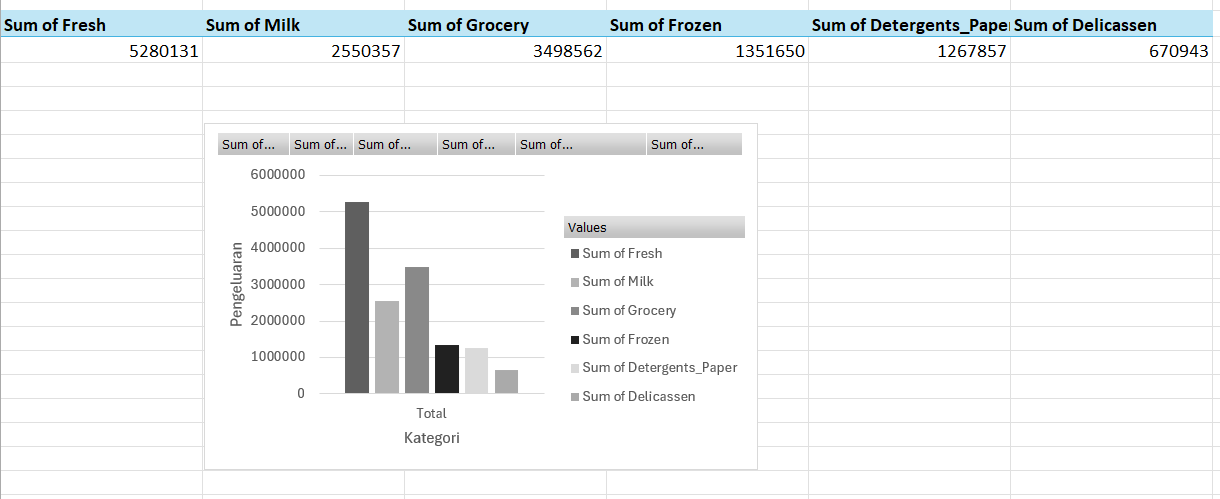 Sum of Fresh Sum of Milk Sum of Grocery Sum of Frozen Sum of Detergents_Paper Sum of Delicassen
5280131 2550357 3498562 1351650 1267857 670943
Sum of... Sum of... Sum of... Sum of... Sum of... Sum of...
6000000
5000000
4000000
3000000
2000000
1000000
0
Pengeluaran
Total
Kategori
Values
Sum of Fresh
Sum of Milk
Sum of Grocery
Sum of Frozen
Sum of Detergents_Paper
Sum of Delicassen